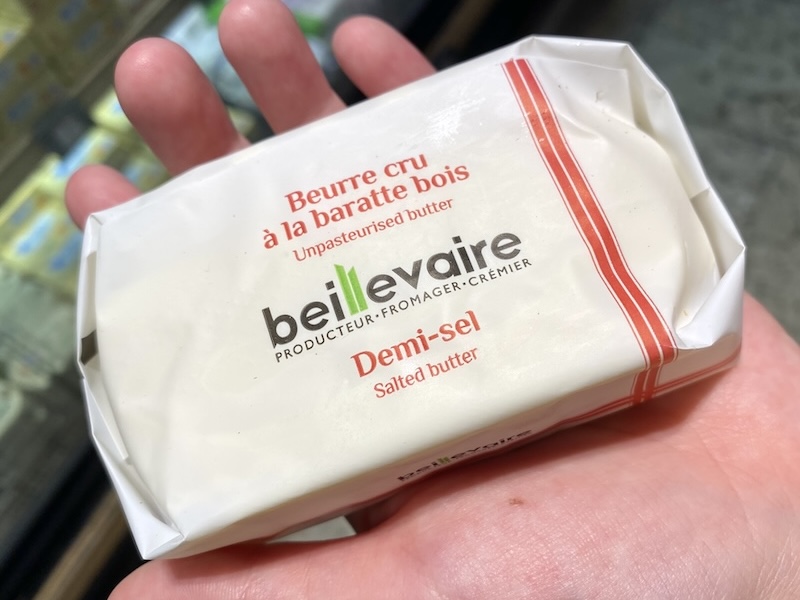 Beurre cru
à la baratte bois
Unpasteurised butter
beillevaire
PRODUCTEUR•FROMAGER•CRÉMIER
Demi-sel
Salted butter
beillevaire